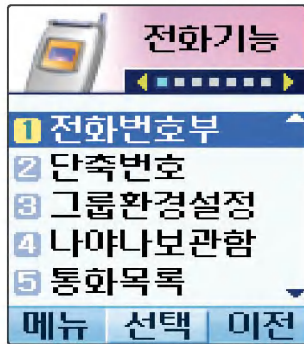 전화기능
1 전화번호부
2 단축번호
3 그룹환경설정
4 나야나보관함
5 통화목록
메뉴 선택 이전